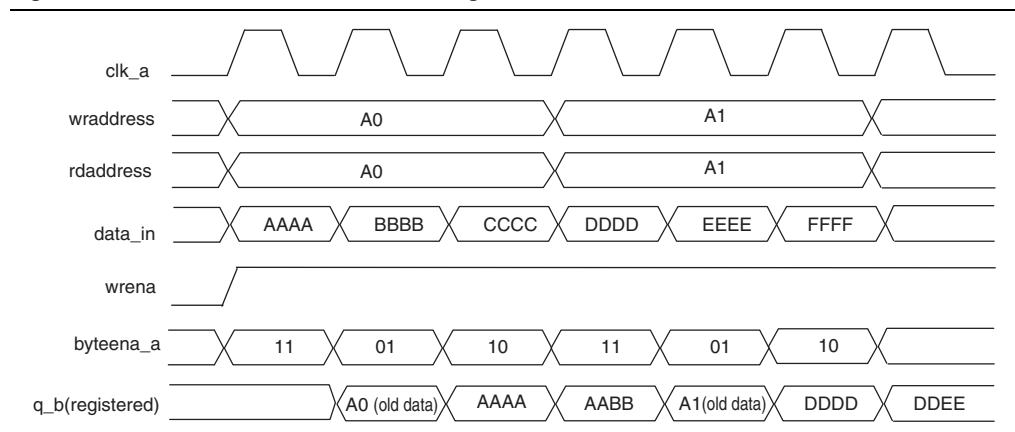 clk_a
wraddress A0 A1
rdaddress A0 A1
data_in AAAA BBBB CCCC DDDD EEEE FFFF
wrena
byteena_a 11 01 10 11 01 10
q_b(registered) A0 (old data) AAAA AABB A1(old data) DDDD DDEE